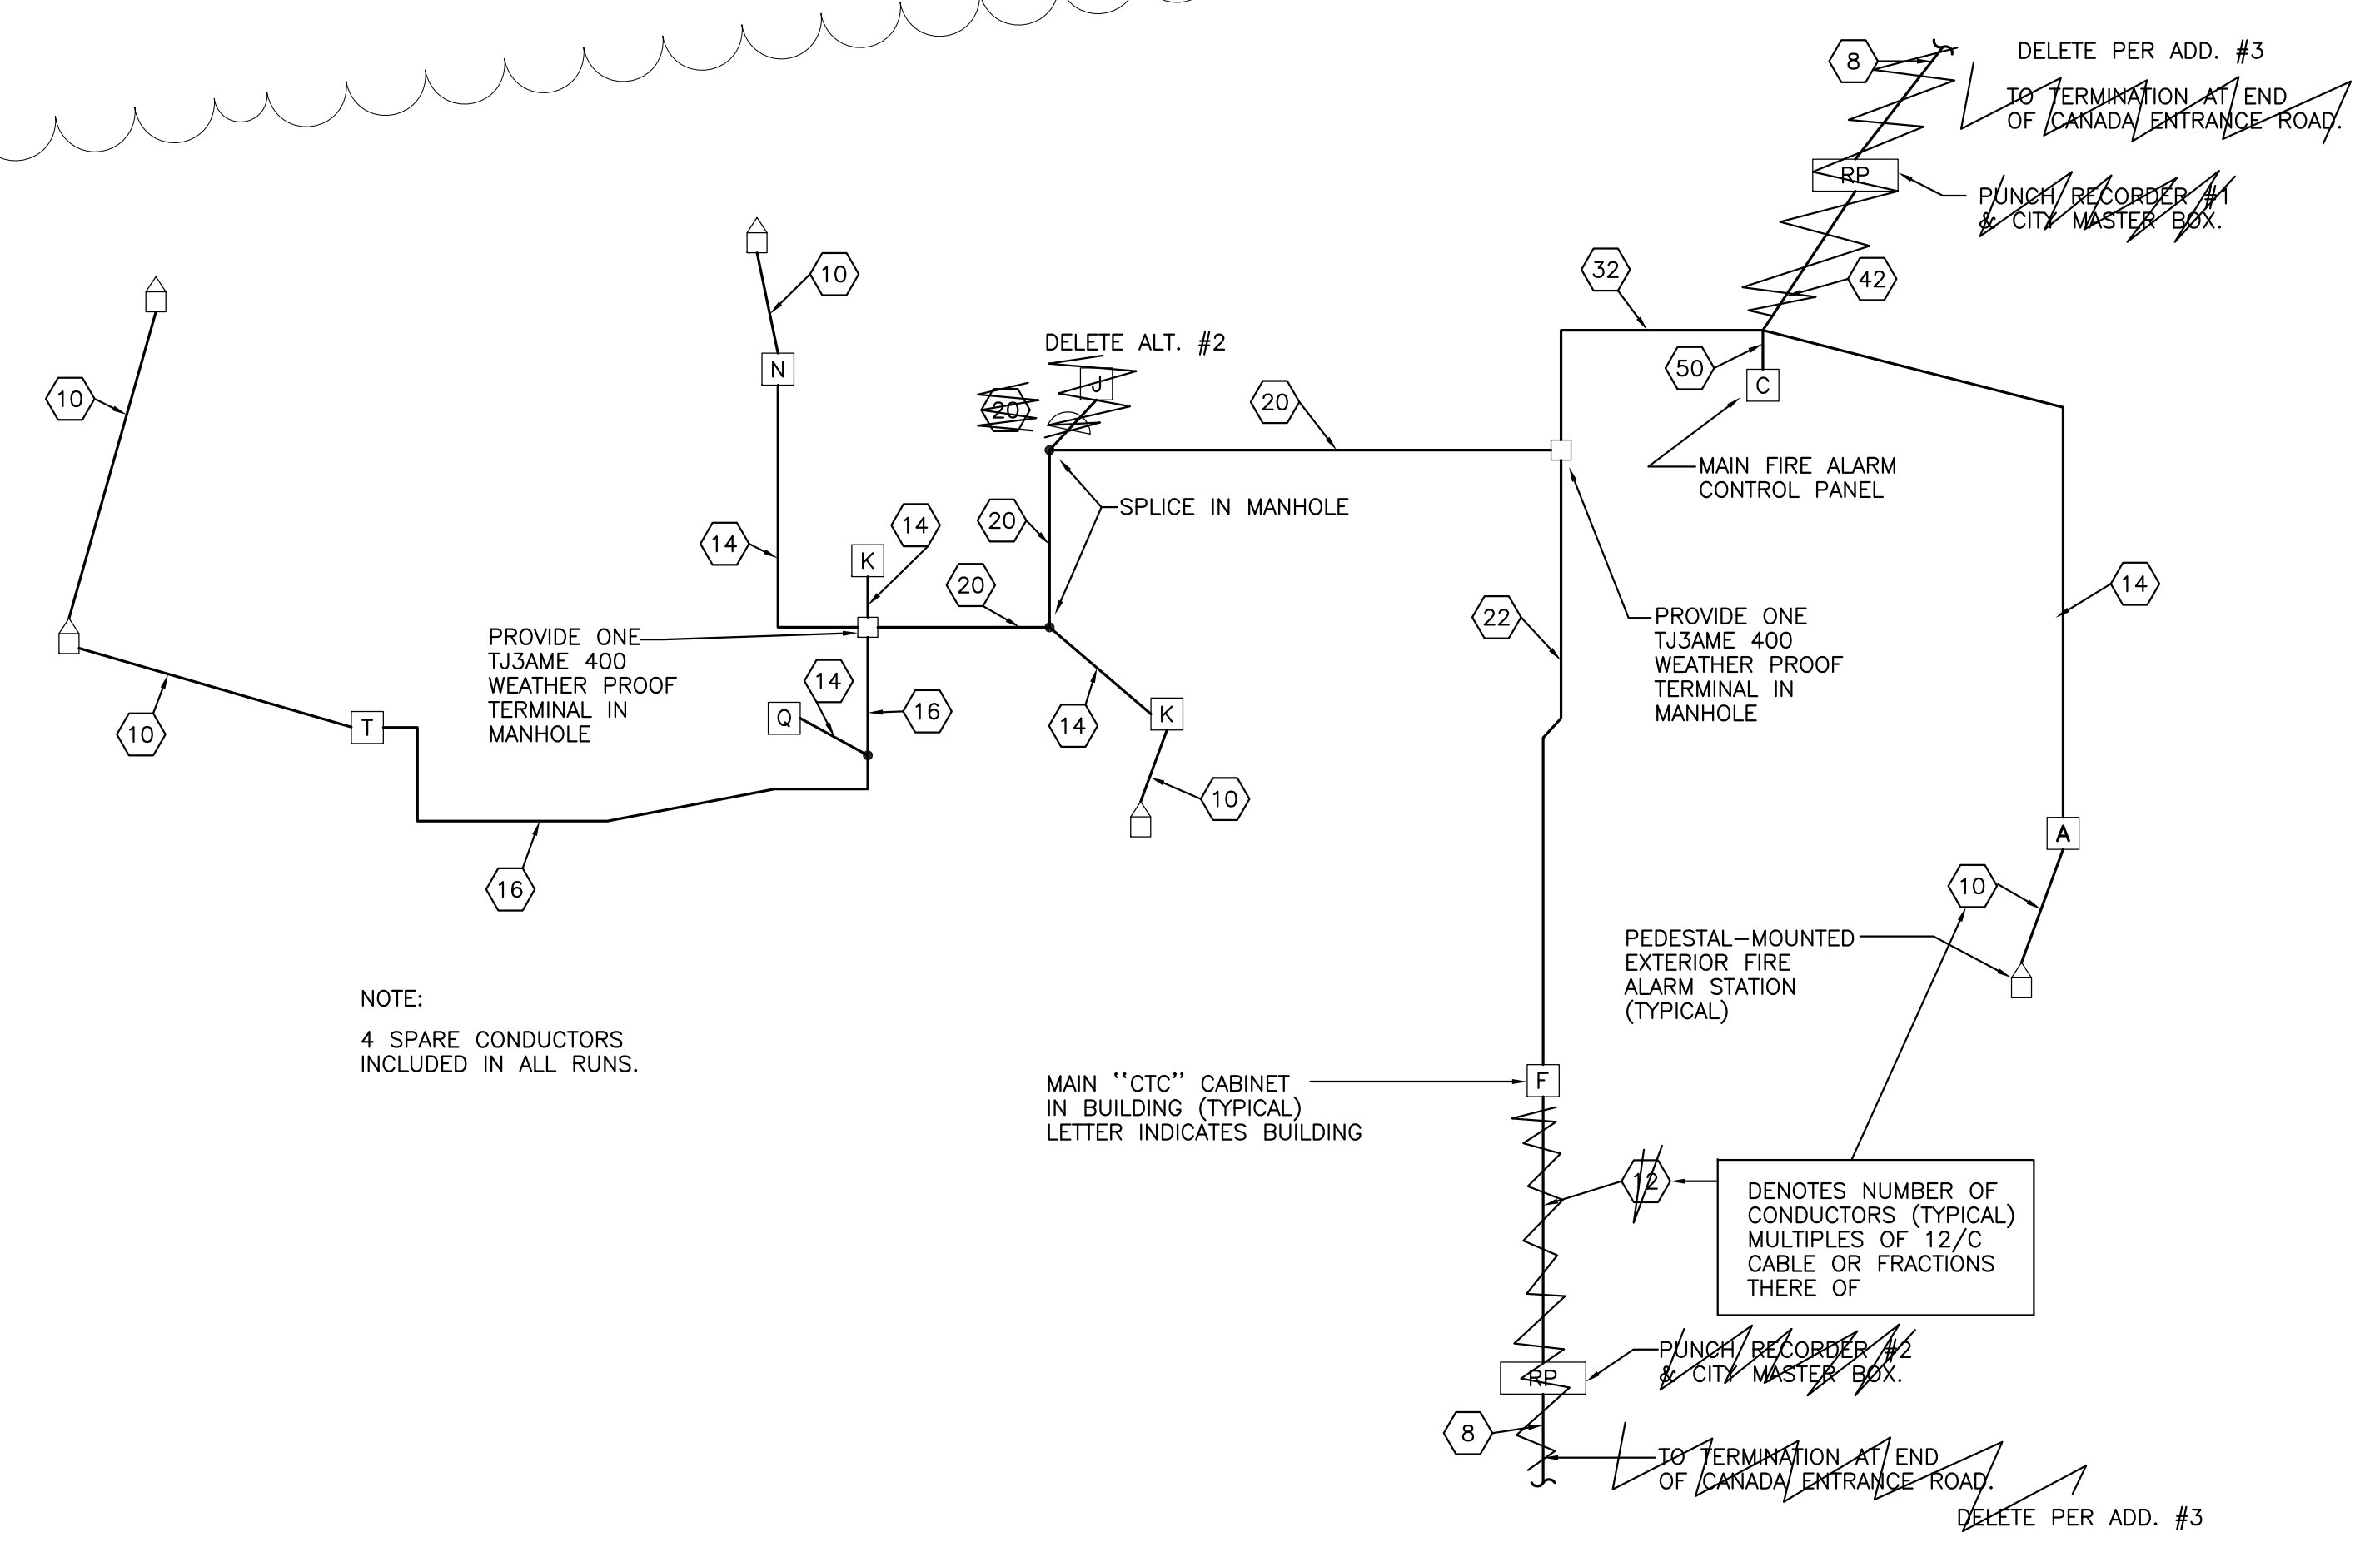 8
DELETE PER ADD. #3
TO TERMINATION AT END
OF CANADA ENTRANCE ROAD.
RP
PUNCH RECORDER #1
& CITY MASTER BOX.
10
32
42
DELETE ALT. #2
N
J
50
C
10
20
20
MAIN FIRE ALARM
CONTROL PANEL
SPLICE IN MANHOLE
14
14
K
20
20
14
22
PROVIDE ONE
TJ3AME 400
WEATHER PROOF
TERMINAL IN
MANHOLE
PROVIDE ONE
TJ3AME 400
WEATHER PROOF
TERMINAL IN
MANHOLE
14
Q
16
14
K
10
T
10
16
A
10
PEDESTAL-MOUNTED
EXTERIOR FIRE
ALARM STATION
(TYPICAL)
NOTE:
4 SPARE CONDUCTORS
INCLUDED IN ALL RUNS.
MAIN ‘‘CTC’’ CABINET
IN BUILDING (TYPICAL)
LETTER INDICATES BUILDING
F
12
DENOTES NUMBER OF
CONDUCTORS (TYPICAL)
MULTIPLES OF 12/C
CABLE OR FRACTIONS
THERE OF
PUNCH RECORDER #2
& CITY MASTER BOX.
RP
8
TO TERMINATION AT END
OF CANADA ENTRANCE ROAD.
DELETE PER ADD. #3